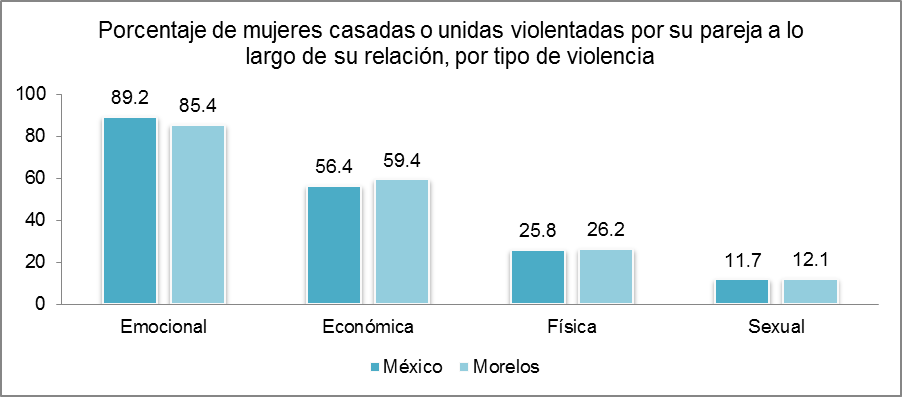 Porcentaje de mujeres casadas o unidas violentadas por su pareja a lo
largo de su relación, por tipo de violencia
100
80
60
40
20
0
89.2
85.4
56.4
59.4
25.8
26.2
11.7
12.1
Emocional
Económica
Física
Sexual
México
Morelos